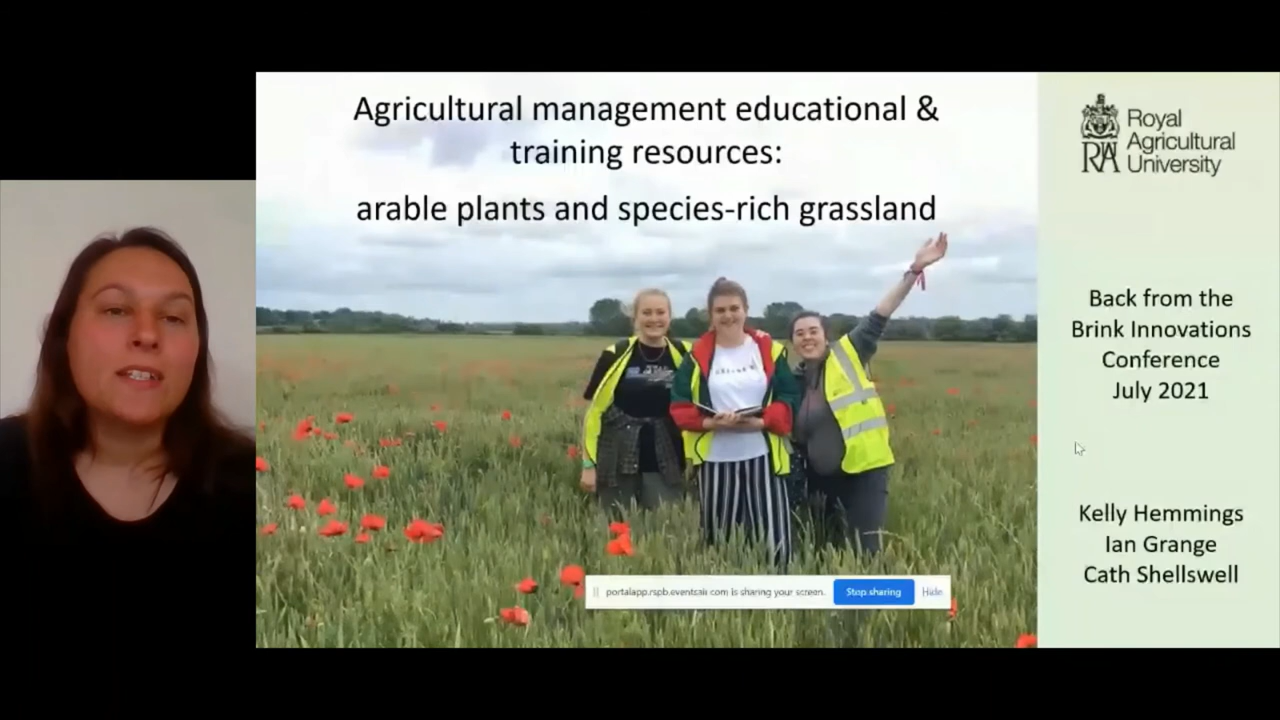 Agricultural management educational &
training resources:
arable plants and species-rich grassland
Royal
Agricultural
University
RA
Back from the
Brink Innovations
Conference
July 2021
Kelly Hemmings
Ian Grange
Cath Shellswell
portalapp.rspb.eventsair.com is sharing your screen.
Stop sharing
Hide